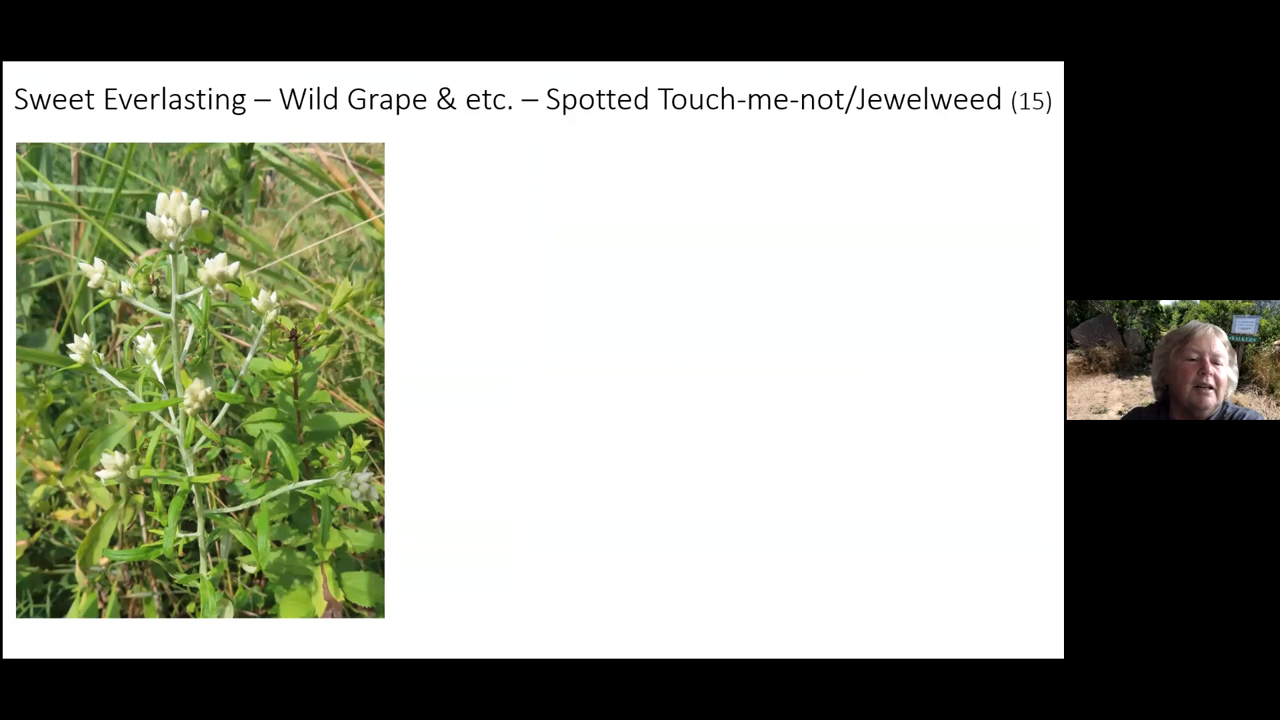 Sweet Everlasting – Wild Grape & etc. – Spotted Touch-me-not/Jewelweed (15)